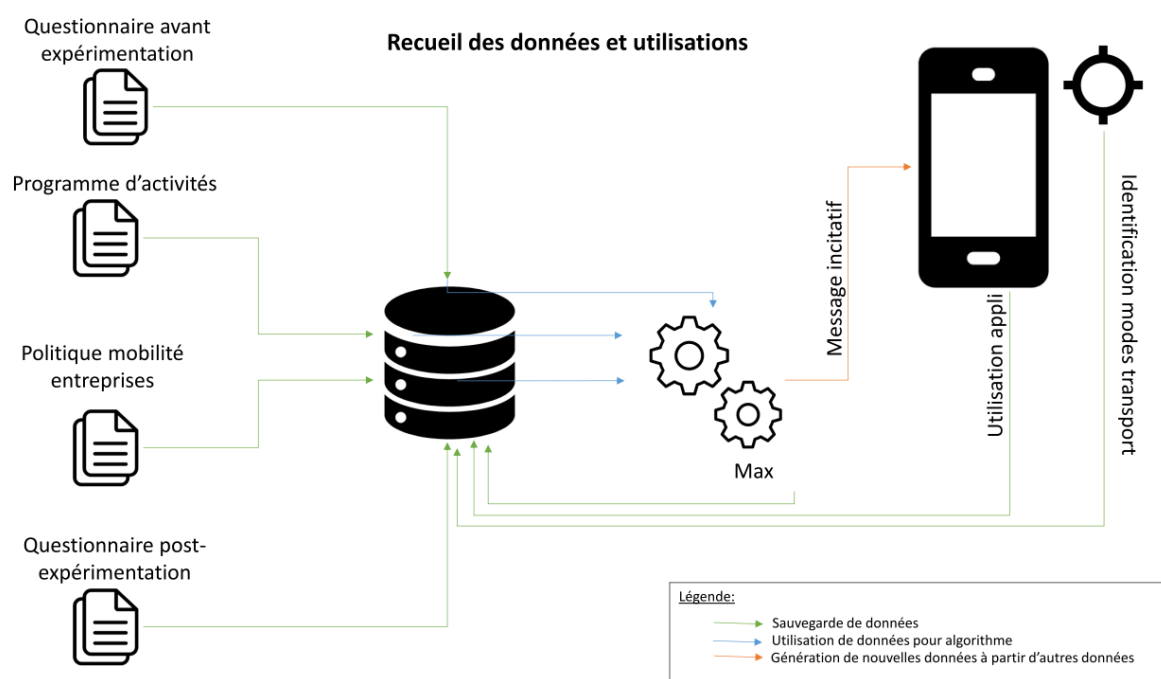 Recueil des données et utilisations
Questionnaire avant
expérimentation
Programme d’activités
Politique mobilité
entreprises
Questionnaire post-
expérimentation
Max
Message incitatif
Utilisation appli
Identification modes transport
Légende:
Sauvegarde de données
Utilisation de données pour algorithme
Génération de nouvelles données à partir d’autres données